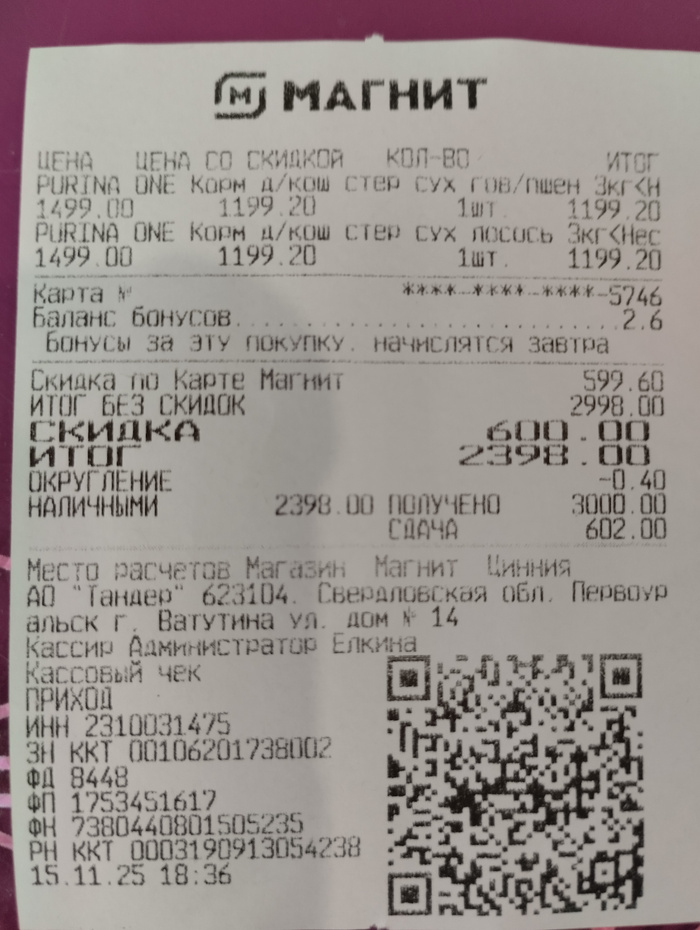 МАГНИТ
ЦЕНА ЦЕНА СО СКИДКОЙ КОЛ-ВО ИТОГ
PURINA ONE Корм д/кош стер сух гов/пшен 3кг<Н
1499.00 1199.20 1шт. 1199.20
PURINA ONE Корм д/кош стер сух лосось 3кг<Нес
1499.00 1199.20 1шт. 1199.20
Карта № ****-****-****-5746
Баланс бонусов..............................2.6
Бонусы за эту покупку. начислятся завтра
Скидка по Карте Магнит 599.60
ИТОГ БЕЗ СКИДОК 2998.00
СКИДКА 600.00
ИТОГ 2398.00
ОКРУГЛЕНИЕ -0.40
НАЛИЧНЫМИ 2398.00 ПОЛУЧЕНО 3000.00
СДАЧА 602.00
Место расчетов Магазин Магнит Цинния
АО "Тандер" 623104. Свердловская обл. Первоур
альск г. Ватутина ул. дом № 14
Кассир Администратор Елкина
Кассовый чек
ПРИХОД
ИНН 2310031475
ЗН ККТ 00106201738002
ФД 8448
ФП 1753451617
ФН 7380440801505235
РН ККТ 0003190913054238
15.11.25 18:36